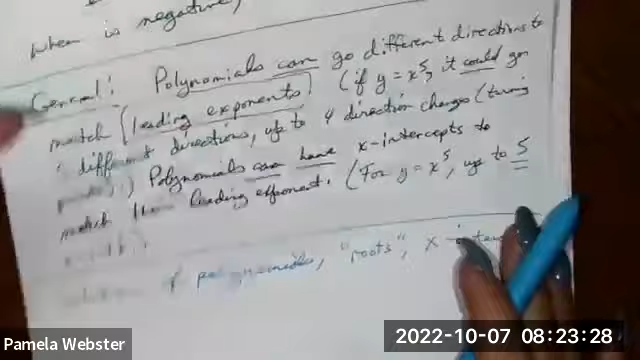 when is negative,
General: Polynomials can go different directions to
match (leading exponents) (if y = x⁵, it could go
5 different directions, up to 4 direction changes (turning
points).) Polynomials can have x-intercepts to
match their leading exponent. (For y = x⁵, up to 5
of polynomials, "roots", x-
Pamela Webster
2022-10-07 08:23:28